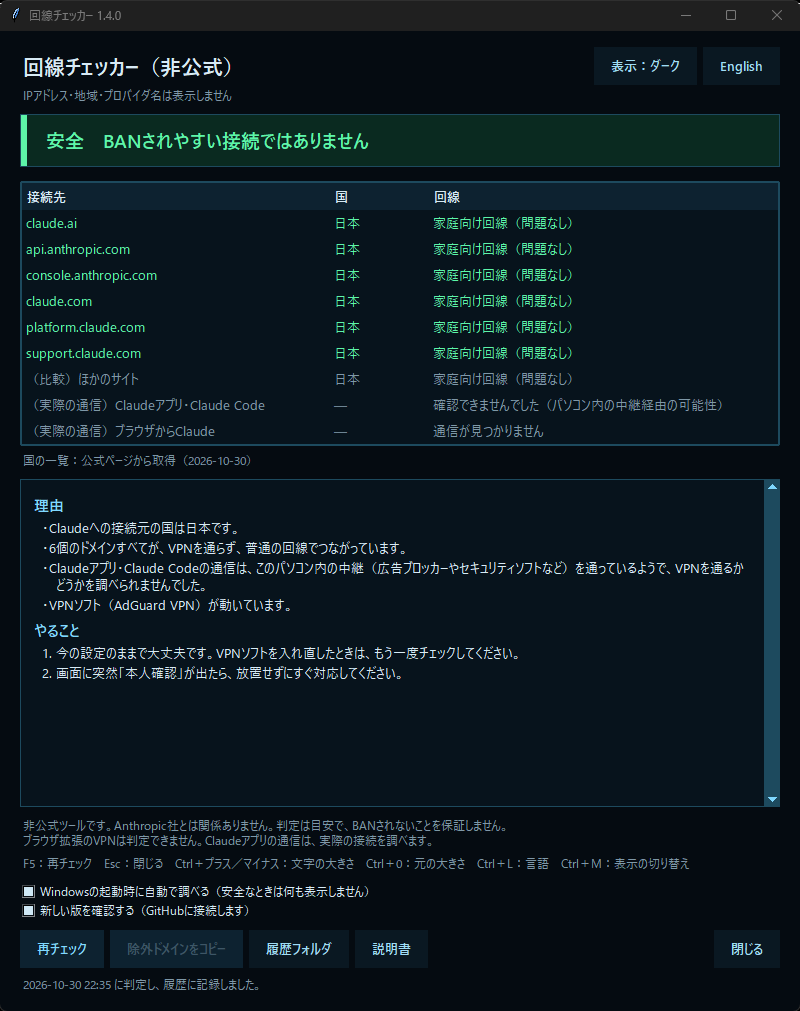 回線チェッカー 1.4.0
回線チェッカー（非公式）
表示：ダーク
English
IPアドレス・地域・プロバイダ名は表示しません
安全　BANされやすい接続ではありません
接続先　国　回線
claude.ai　日本　家庭向け回線（問題なし）
api.anthropic.com　日本　家庭向け回線（問題なし）
console.anthropic.com　日本　家庭向け回線（問題なし）
claude.com　日本　家庭向け回線（問題なし）
platform.claude.com　日本　家庭向け回線（問題なし）
support.claude.com　日本　家庭向け回線（問題なし）
（比較）ほかのサイト　日本　家庭向け回線（問題なし）
（実際の通信）Claudeアプリ・Claude Code　—　確認できませんでした（パソコン内の中継経由の可能性）
（実際の通信）ブラウザからClaude　—　通信が見つかりません
国の一覧：公式ページから取得（2026-10-30）
理由
・Claudeへの接続元の国は日本です。
・6個のドメインすべてが、VPNを通らず、普通の回線でつながっています。
・Claudeアプリ・Claude Codeの通信は、このパソコン内の中継（広告ブロッカーやセキュリティソフトなど）を通っているようで、VPNを通るか
どうかを調べられませんでした。
・VPNソフト（AdGuard VPN）が動いています。
やること
1. 今の設定のままで大丈夫です。VPNソフトを入れ直したときは、もう一度チェックしてください。
2. 画面に突然「本人確認」が出たら、放置せずにすぐ対応してください。
非公式ツールです。Anthropic社とは関係ありません。判定は目安で、BANされないことを保証しません。
ブラウザ拡張のVPNは判定できません。Claudeアプリの通信は、実際の接続を調べます。
F5：再チェック　Esc：閉じる　Ctrl＋プラス／マイナス：文字の大きさ　Ctrl＋0：元の大きさ　Ctrl＋L：言語　Ctrl＋M：表示の切り替え
Windowsの起動時に自動で調べる（安全なときは何も表示しません）
新しい版を確認する（GitHubに接続します）
再チェック
除外ドメインをコピー
履歴フォルダ
説明書
閉じる
2026-10-30 22:35 に判定し、履歴に記録しました。